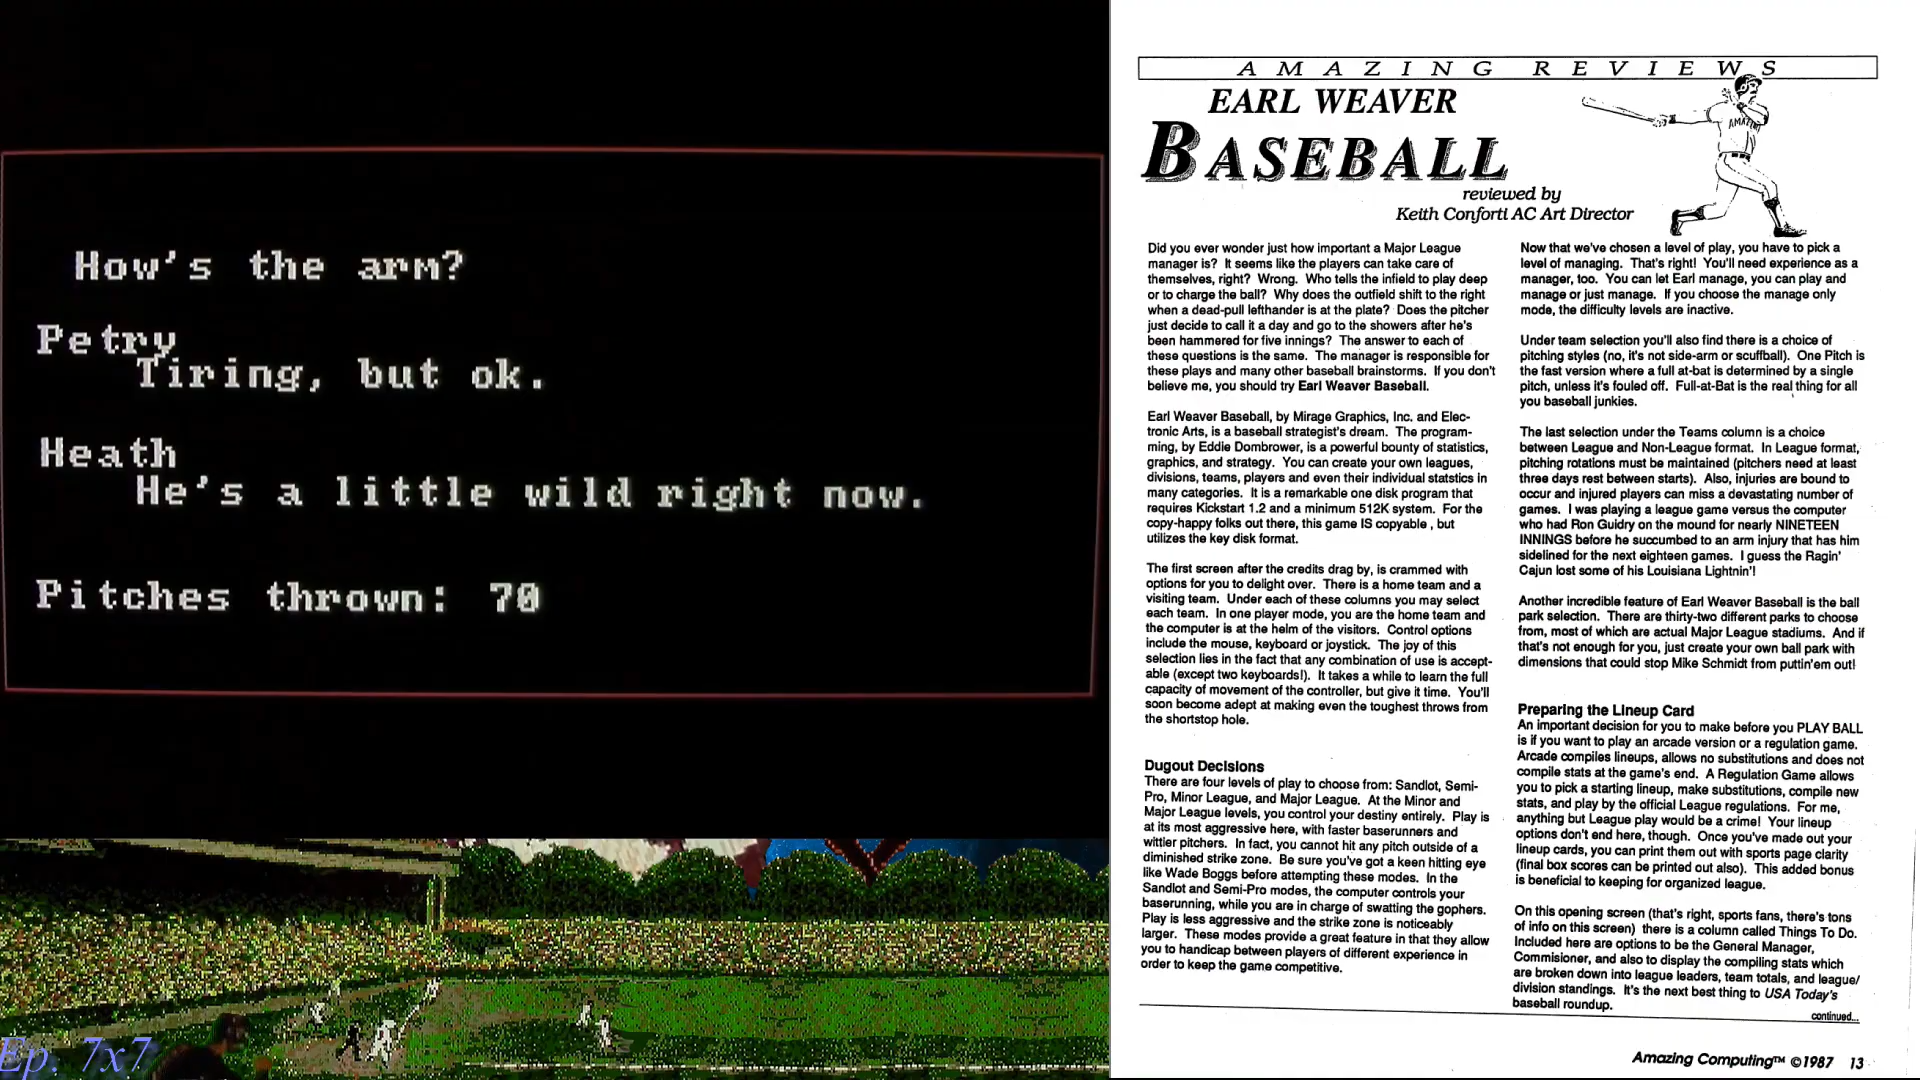 How's the arm?
Petry
Tiring, but ok.
Heath
He's a little wild right now.
Pitches thrown: 70
Ep. 7x7
AMAZING REVIEWS
EARL WEAVER
BASEBALL
reviewed by
Keith Conforti AC Art Director
AMAZING
Did you ever wonder just how important a Major League
manager is? It seems like the players can take care of
themselves, right? Wrong. Who tells the infield to play deep
or to charge the ball? Why does the outfield shift to the right
when a dead-pull lefthander is at the plate? Does the pitcher
just decide to call it a day and go to the showers after he's
been hammered for five innings? The answer to each of
these questions is the same. The manager is responsible for
these plays and many other baseball brainstorms. If you don't
believe me, you should try Earl Weaver Baseball.
Earl Weaver Baseball, by Mirage Graphics, Inc. and Elec-
tronic Arts, is a baseball strategist's dream. The program-
ming, by Eddie Dombrower, is a powerful bounty of statistics,
graphics, and strategy. You can create your own leagues,
divisions, teams, players and even their individual statstics in
many categories. It is a remarkable one disk program that
requires Kickstart 1.2 and a minimum 512K system. For the
copy-happy folks out there, this game IS copyable , but
utilizes the key disk format.
The first screen after the credits drag by, is crammed with
options for you to delight over. There is a home team and a
visiting team. Under each of these columns you may select
each team. In one player mode, you are the home team and
the computer is at the helm of the visitors. Control options
include the mouse, keyboard or joystick. The joy of this
selection lies in the fact that any combination of use is accept-
able (except two keyboards!). It takes a while to learn the full
capacity of movement of the controller, but give it time. You'll
soon become adept at making even the toughest throws from
the shortstop hole.
Dugout Decisions
There are four levels of play to choose from: Sandlot, Semi-
Pro, Minor League, and Major League. At the Minor and
Major League levels, you control your destiny entirely. Play is
at its most aggressive here, with faster baserunners and
wittier pitchers. In fact, you cannot hit any pitch outside of a
diminished strike zone. Be sure you've got a keen hitting eye
like Wade Boggs before attempting these modes. In the
Sandlot and Semi-Pro modes, the computer controls your
baserunning, while you are in charge of swatting the gophers.
Play is less aggressive and the strike zone is noticeably
larger. These modes provide a great feature in that they allow
you to handicap between players of different experience in
order to keep the game competitive.
Now that we've chosen a level of play, you have to pick a
level of managing. That's right! You'll need experience as a
manager, too. You can let Earl manage, you can play and
manage or just manage. If you choose the manage only
mode, the difficulty levels are inactive.
Under team selection you'll also find there is a choice of
pitching styles (no, it's not side-arm or scuffball). One Pitch is
the fast version where a full at-bat is determined by a single
pitch, unless it's fouled off. Full-at-Bat is the real thing for all
you baseball junkies.
The last selection under the Teams column is a choice
between League and Non-League format. In League format,
pitching rotations must be maintained (pitchers need at least
three days rest between starts). Also, injuries are bound to
occur and injured players can miss a devastating number of
games. I was playing a league game versus the computer
who had Ron Guidry on the mound for nearly NINETEEN
INNINGS before he succumbed to an arm injury that has him
sidelined for the next eighteen games. I guess the Ragin'
Cajun lost some of his Louisiana Lightnin'!
Another incredible feature of Earl Weaver Baseball is the ball
park selection. There are thirty-two different parks to choose
from, most of which are actual Major League stadiums. And if
that's not enough for you, just create your own ball park with
dimensions that could stop Mike Schmidt from puttin'em out!
Preparing the Lineup Card
An important decision for you to make before you PLAY BALL
is if you want to play an arcade version or a regulation game.
Arcade compiles lineups, allows no substitutions and does not
compile stats at the game's end. A Regulation Game allows
you to pick a starting lineup, make substitutions, compile new
stats, and play by the official League regulations. For me,
anything but League play would be a crime! Your lineup
options don't end here, though. Once you've made out your
lineup cards, you can print them out with sports page clarity
(final box scores can be printed out also). This added bonus
is beneficial to keeping for organized league.
On this opening screen (that's right, sports fans, there's tons
of info on this screen) there is a column called Things To Do.
Included here are options to be the General Manager,
Commisioner, and also to display the compiling stats which
are broken down into league leaders, team totals, and league/
division standings. It's the next best thing to USA Today's
baseball roundup.
continued...
Amazing Computing™ ©1987 13